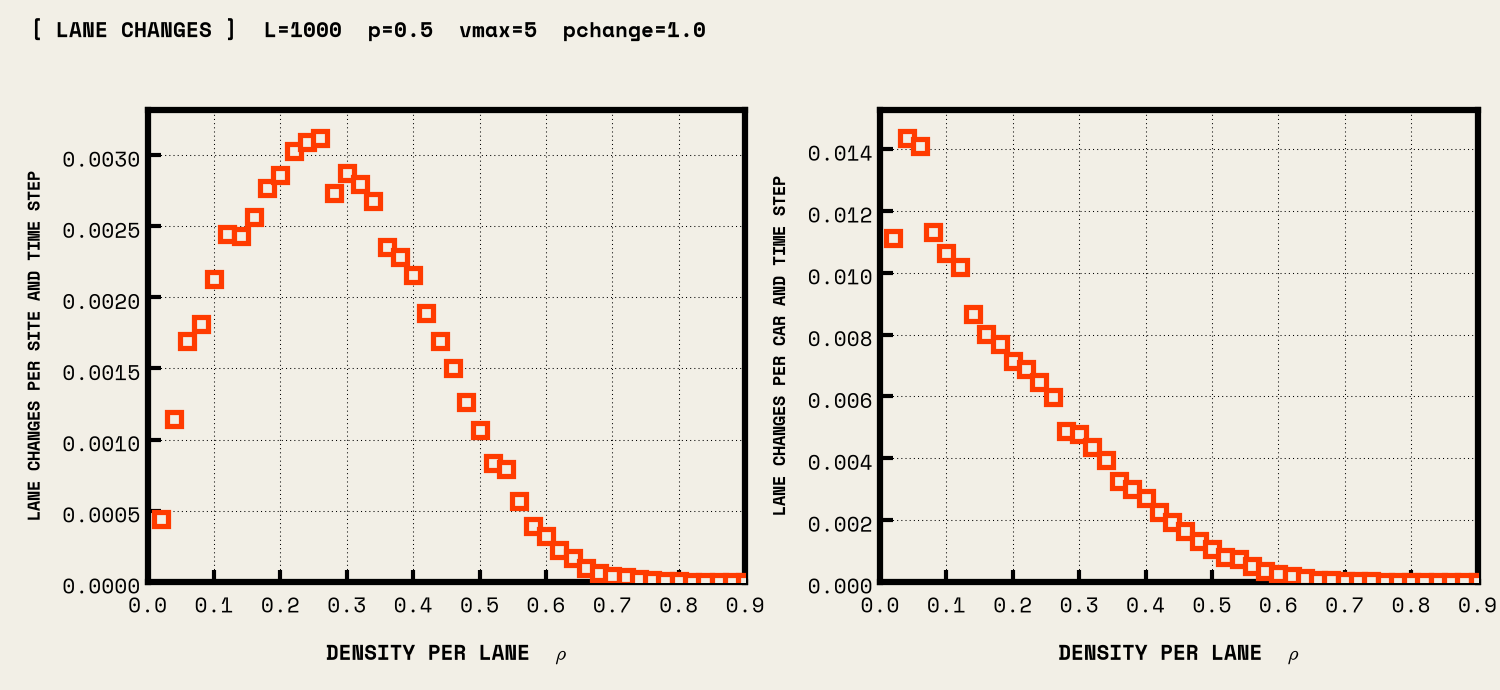 [ LANE CHANGES ] L=1000 p=0.5 vmax=5 pchange=1.0
LANE CHANGES PER SITE AND TIME STEP
0.0030
0.0025
0.0020
0.0015
0.0010
0.0005
0.0000
0.0 0.1 0.2 0.3 0.4 0.5 0.6 0.7 0.8 0.9
DENSITY PER LANE ρ
LANE CHANGES PER CAR AND TIME STEP
0.014
0.012
0.010
0.008
0.006
0.004
0.002
0.000
0.0 0.1 0.2 0.3 0.4 0.5 0.6 0.7 0.8 0.9
DENSITY PER LANE ρ